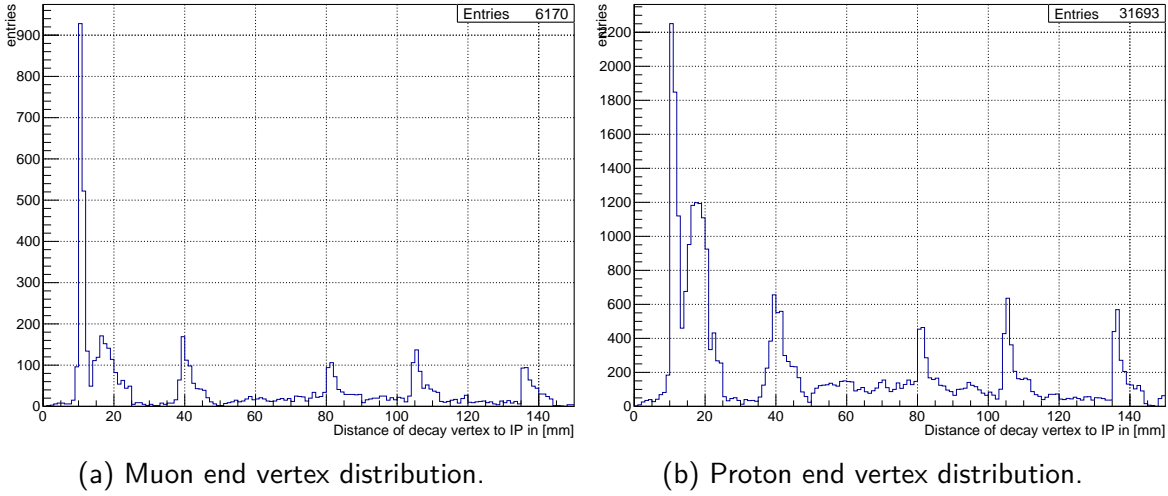 Entries 6170
entries
900
800
700
600
500
400
300
200
100
0
0 20 40 60 80 100 120 140
Distance of decay vertex to IP in [mm]
(a) Muon end vertex distribution.
Entries 31693
entries
2200
2000
1800
1600
1400
1200
1000
800
600
400
200
0
0 20 40 60 80 100 120 140
Distance of decay vertex to IP in [mm]
(b) Proton end vertex distribution.